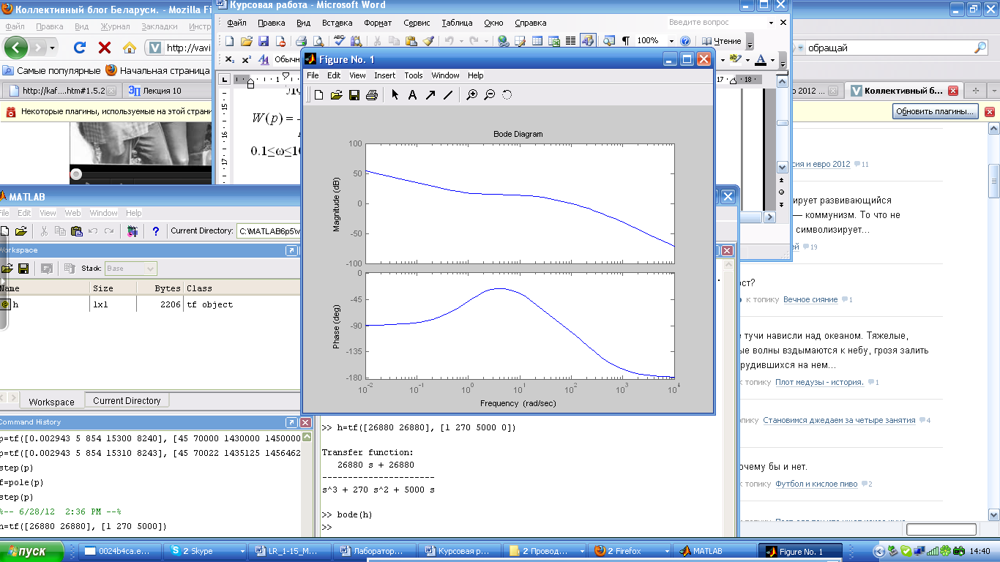 Коллективный блог Беларуси. - Mozilla Fi
Файл Правка Вид Журнал Закладки Инстр
http://vavi
обращай
Самые популярные Начальная страница
http://kaf....htm#1.5.2 Лекция 10
о 2012 ... Коллективный б...
Некоторые плагины, используемые на этой страни
Обновить плагины...
Курсовая работа - Microsoft Word
Файл Правка Вид Вставка Формат Сервис Таблица Окно Справка
Введите вопрос
100%
Чтение
Обычн
W(p) =
0.1≤ω≤10
17 · 18
Figure No. 1
File Edit View Insert Tools Window Help
Bode Diagram
Magnitude (dB)
100
50
0
-50
-100
Phase (deg)
0
-45
-90
-135
-180
10^-2 10^-1 10^0 10^1 10^2 10^3 10^4
Frequency (rad/sec)
MATLAB
File Edit View Web Window Help
Current Directory: C:\MATLAB6p5\w
Workspace
Stack: Base
Name Size Bytes Class
h 1x1 2206 tf object
Workspace Current Directory
Command History
p=tf([0.002943 5 854 15300 8240], [45 70000 1430000 1450000
p=tf([0.002943 5 854 15310 8243], [45 70022 1435125 1456462
step(p)
f=pole(p)
step(p)
%-- 6/28/12 2:36 PM --%
h=tf([26880 26880], [1 270 5000])
>> h=tf([26880 26880], [1 270 5000 0])
Transfer function:
26880 s + 26880
----------------------
s^3 + 270 s^2 + 5000 s
>> bode(h)
>>
сия и евро 2012 11
ирует развивающийся
— коммунизм. То что не
символизирует...
ей 19
ост?
к топику Вечное сияние 1
е тучи нависли над океаном. Тяжелые,
ые волны вздымаются к небу, грозя залить
рудившихся на нем...
к топику Плот медузы - история. 1
опику Становимся джедаем за четыре занятия 4
очему бы и нет.
к топику Футбол и кислое пиво 2
пуск
0024b4ca.e...
2 Skype
LR_1-15_M...
Лаборатор...
Курсовая р...
2 Провод...
2 Firefox
MATLAB
Figure No. 1
14:40